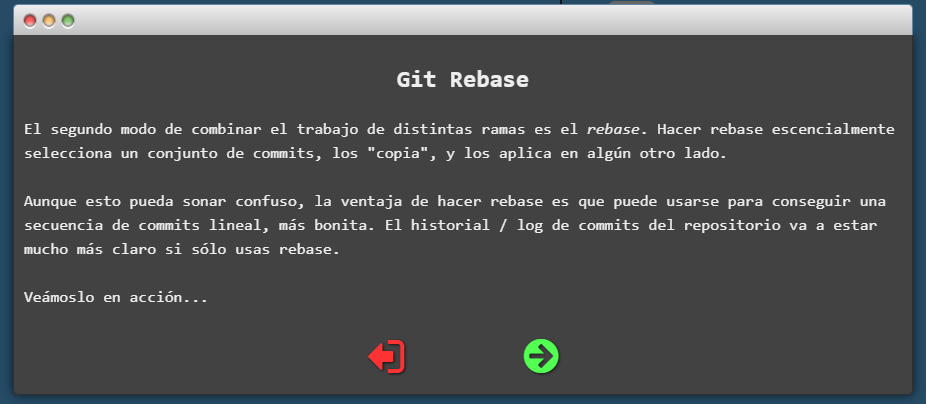 Git Rebase
El segundo modo de combinar el trabajo de distintas ramas es el rebase. Hacer rebase escencialmente
selecciona un conjunto de commits, los "copia", y los aplica en algún otro lado.
Aunque esto pueda sonar confuso, la ventaja de hacer rebase es que puede usarse para conseguir una
secuencia de commits lineal, más bonita. El historial / log de commits del repositorio va a estar
mucho más claro si sólo usas rebase.
Veámoslo en acción...